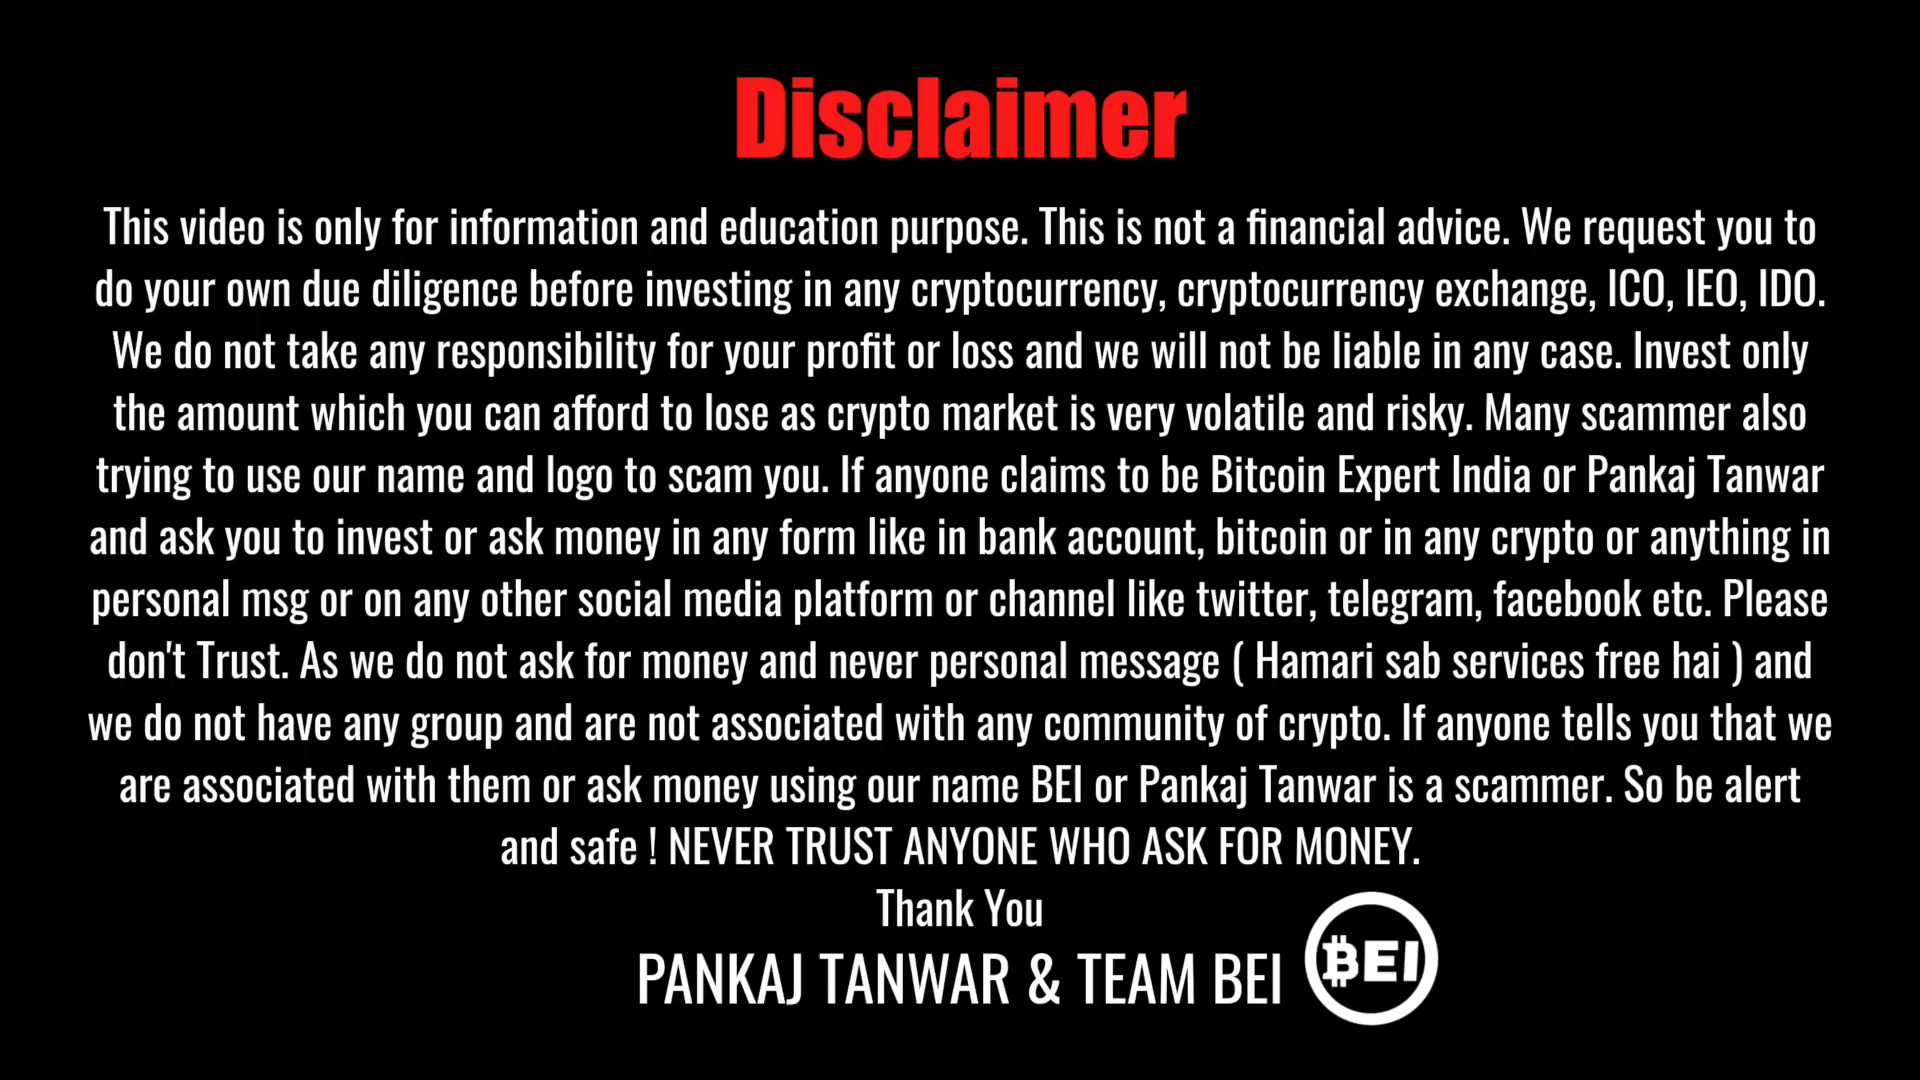 Disclaimer
This video is only for information and education purpose. This is not a financial advice. We request you to
do your own due diligence before investing in any cryptocurrency, cryptocurrency exchange, ICO, IEO, IDO.
We do not take any responsibility for your profit or loss and we will not be liable in any case. Invest only
the amount which you can afford to lose as crypto market is very volatile and risky. Many scammer also
trying to use our name and logo to scam you. If anyone claims to be Bitcoin Expert India or Pankaj Tanwar
and ask you to invest or ask money in any form like in bank account, bitcoin or in any crypto or anything in
personal msg or on any other social media platform or channel like twitter, telegram, facebook etc. Please
don't Trust. As we do not ask for money and never personal message ( Hamari sab services free hai ) and
we do not have any group and are not associated with any community of crypto. If anyone tells you that we
are associated with them or ask money using our name BEI or Pankaj Tanwar is a scammer. So be alert
and safe ! NEVER TRUST ANYONE WHO ASK FOR MONEY.
Thank You
PANKAJ TANWAR & TEAM BEI
BEI